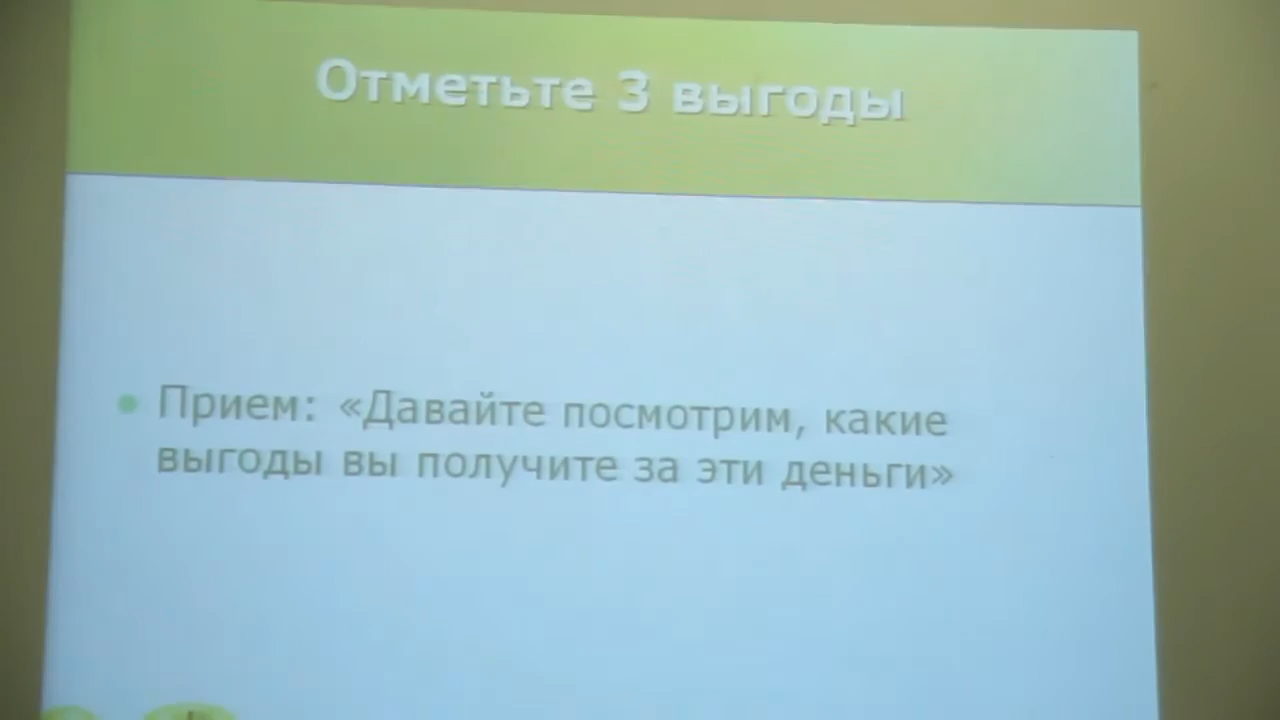 Отметьте 3 выгоды
Прием: «Давайте посмотрим, какие
выгоды вы получите за эти деньги»